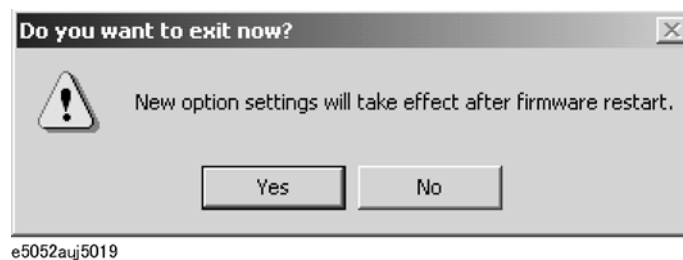 Do you want to exit now?
New option settings will take effect after firmware restart.
Yes
No
e5052auj5019